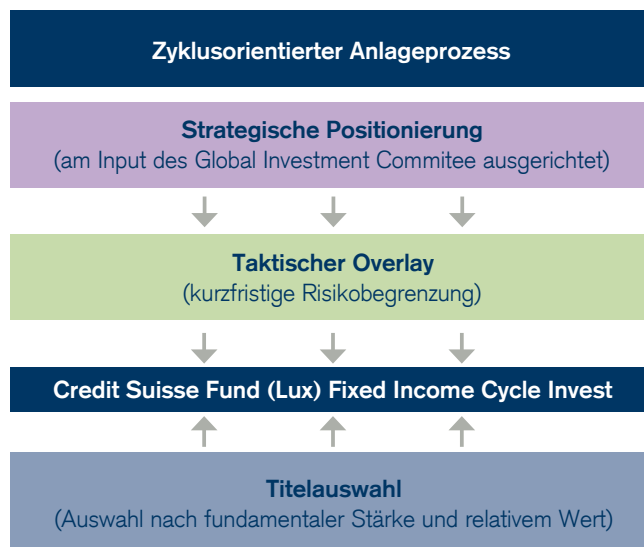 Zyklusorientierter Anlageprozess
Strategische Positionierung
(am Input des Global Investment Commitee ausgerichtet)
Taktischer Overlay
(kurzfristige Risikobegrenzung)
Credit Suisse Fund (Lux) Fixed Income Cycle Invest
Titelauswahl
(Auswahl nach fundamentaler Stärke und relativem Wert)